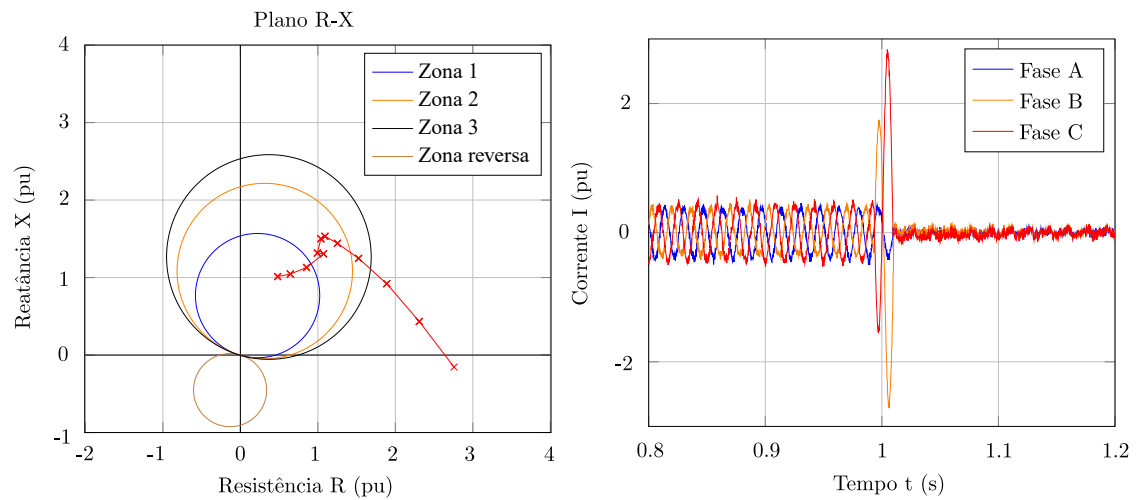 Plano R-X
4
3
2
1
0
-1
-2
-1
0
1
2
3
4
Reatância X (pu)
Resistência R (pu)
Zona 1
Zona 2
Zona 3
Zona reversa
2
0
-2
0.8
0.9
1
1.1
1.2
Corrente I (pu)
Tempo t (s)
Fase A
Fase B
Fase C